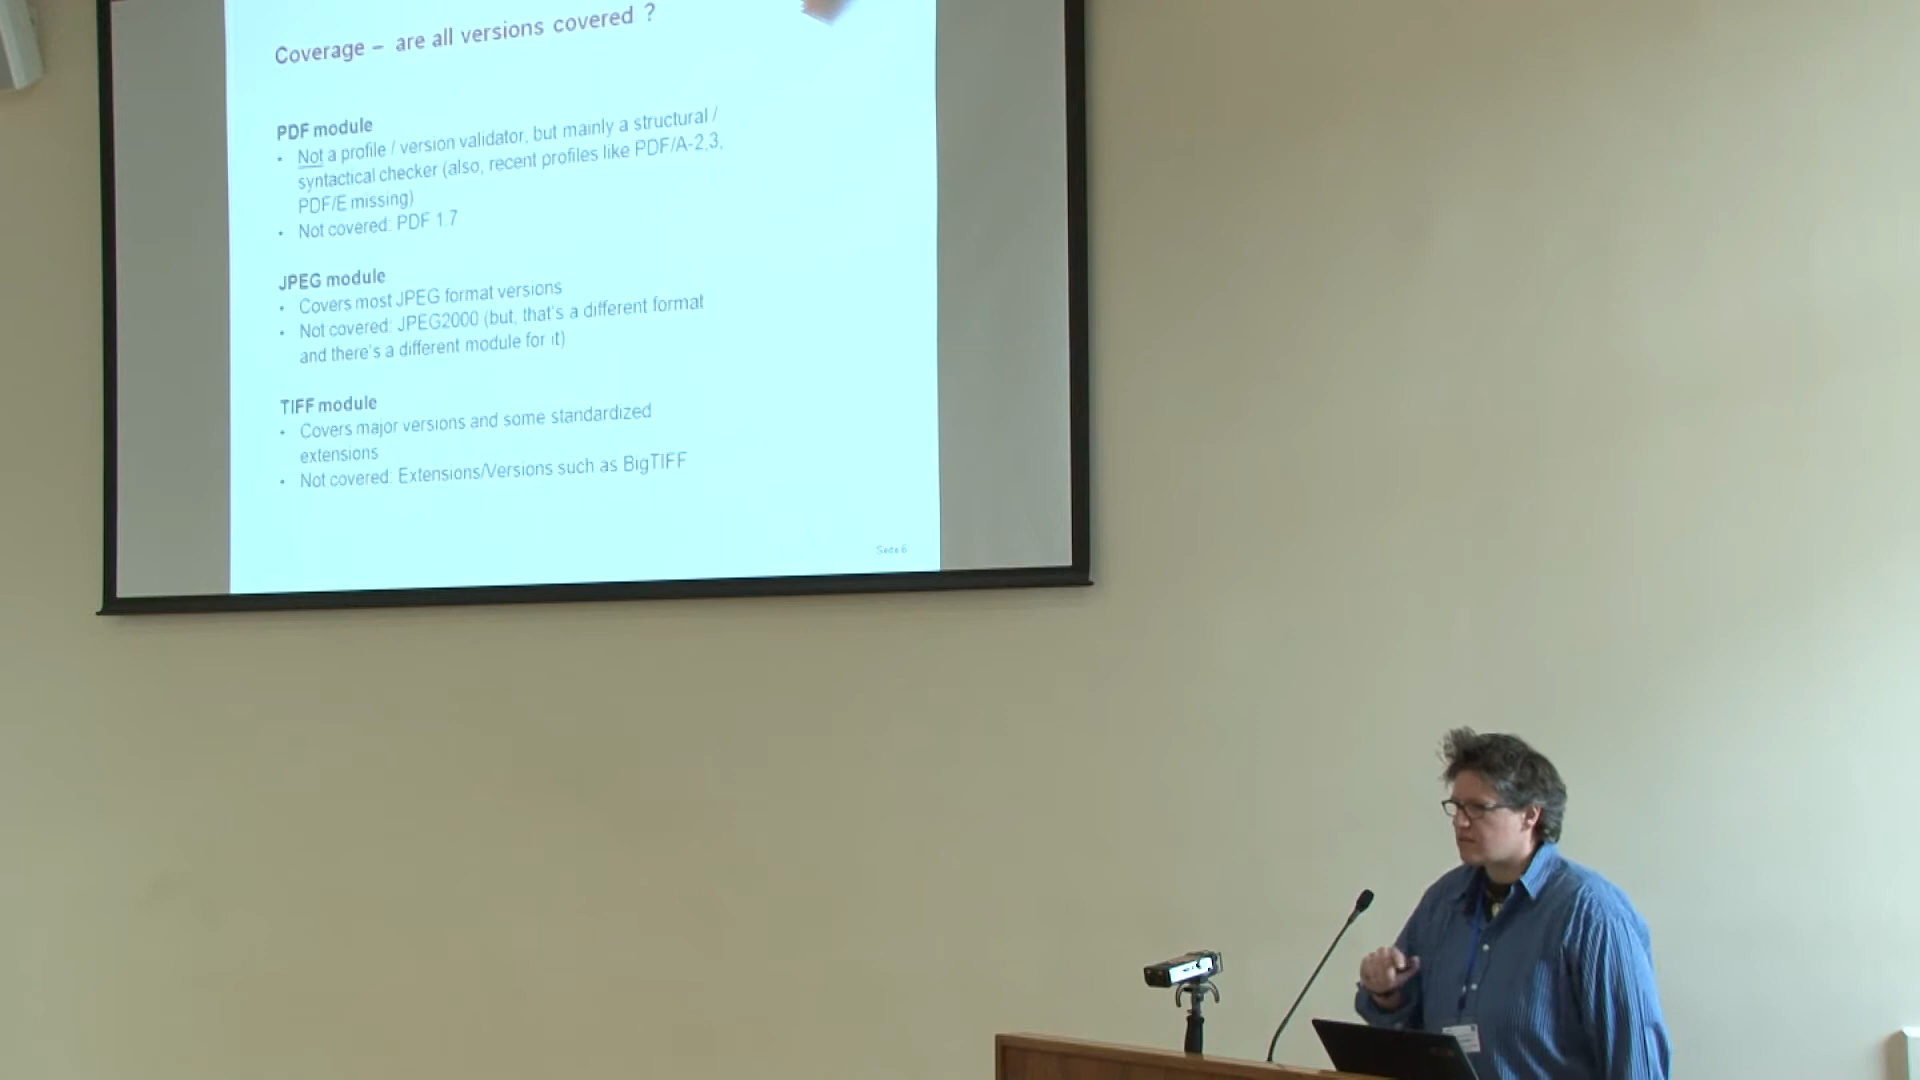 Coverage – are all versions covered ?
PDF module
• Not a profile / version validator, but mainly a structural /
syntactical checker (also, recent profiles like PDF/A-2,3,
PDF/E missing)
• Not covered: PDF 1.7
JPEG module
• Covers most JPEG format versions
• Not covered: JPEG2000 (but, that's a different format
and there's a different module for it)
TIFF module
• Covers major versions and some standardized
extensions
• Not covered: Extensions/Versions such as BigTIFF
Seite 6